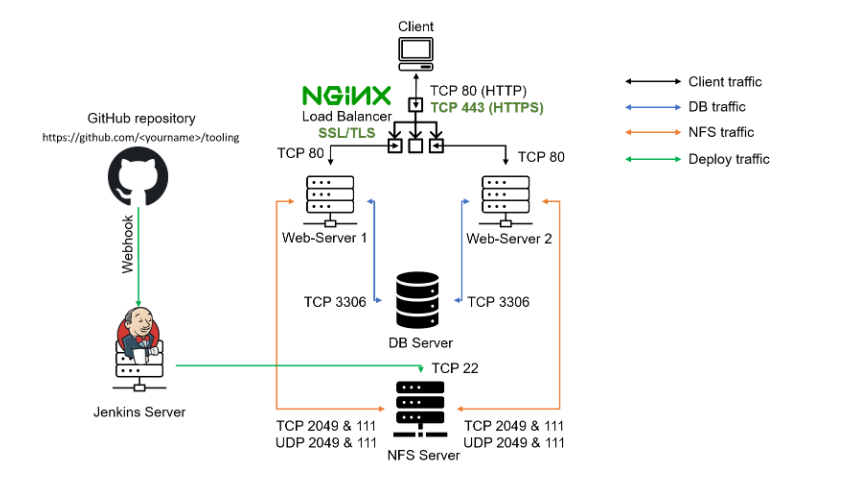 Client
NGINX
Load Balancer
SSL/TLS
TCP 80 (HTTP)
TCP 443 (HTTPS)
Client traffic
DB traffic
NFS traffic
Deploy traffic
GitHub repository
https://github.com/<yourname>/tooling
TCP 80
TCP 80
Web-Server 1
Web-Server 2
Webhook
TCP 3306
TCP 3306
DB Server
TCP 22
Jenkins Server
TCP 2049 & 111
UDP 2049 & 111
TCP 2049 & 111
UDP 2049 & 111
NFS Server